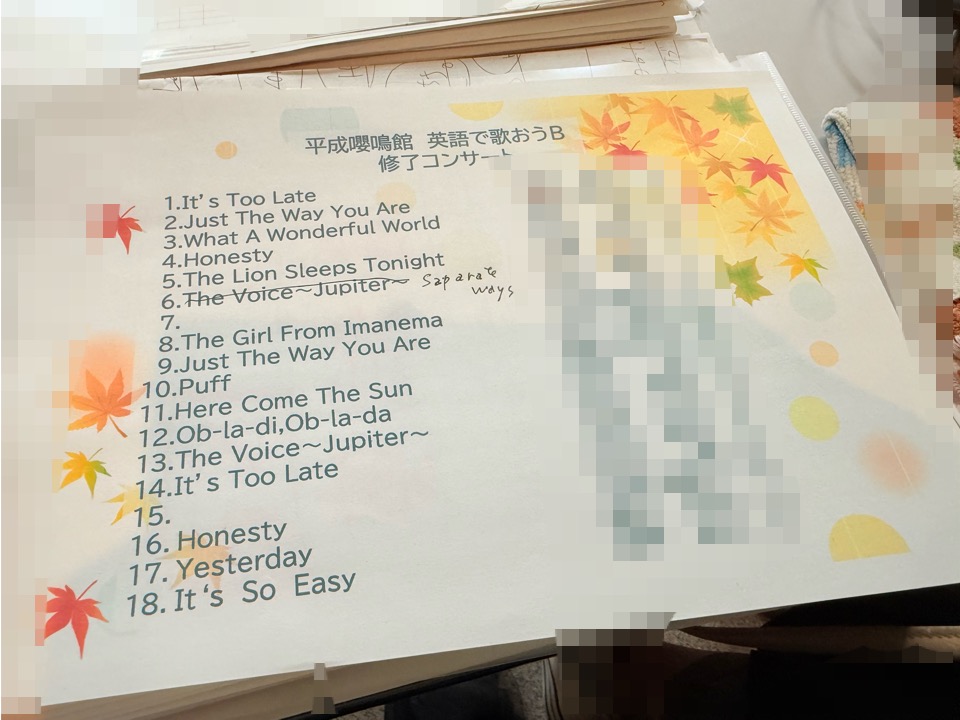 平成嚶鳴館 英語で歌おうB
修了コンサート
1.It's Too Late
2.Just The Way You Are
3.What A Wonderful World
4.Honesty
5.The Lion Sleeps Tonight
6.The Voice～Jupiter～ Saparate ways
7.
8.The Girl From Imanema
9.Just The Way You Are
10.Puff
11.Here Come The Sun
12.Ob-la-di,Ob-la-da
13.The Voice～Jupiter～
14.It's Too Late
15.
16. Honesty
17. Yesterday
18. It‘s So Easy